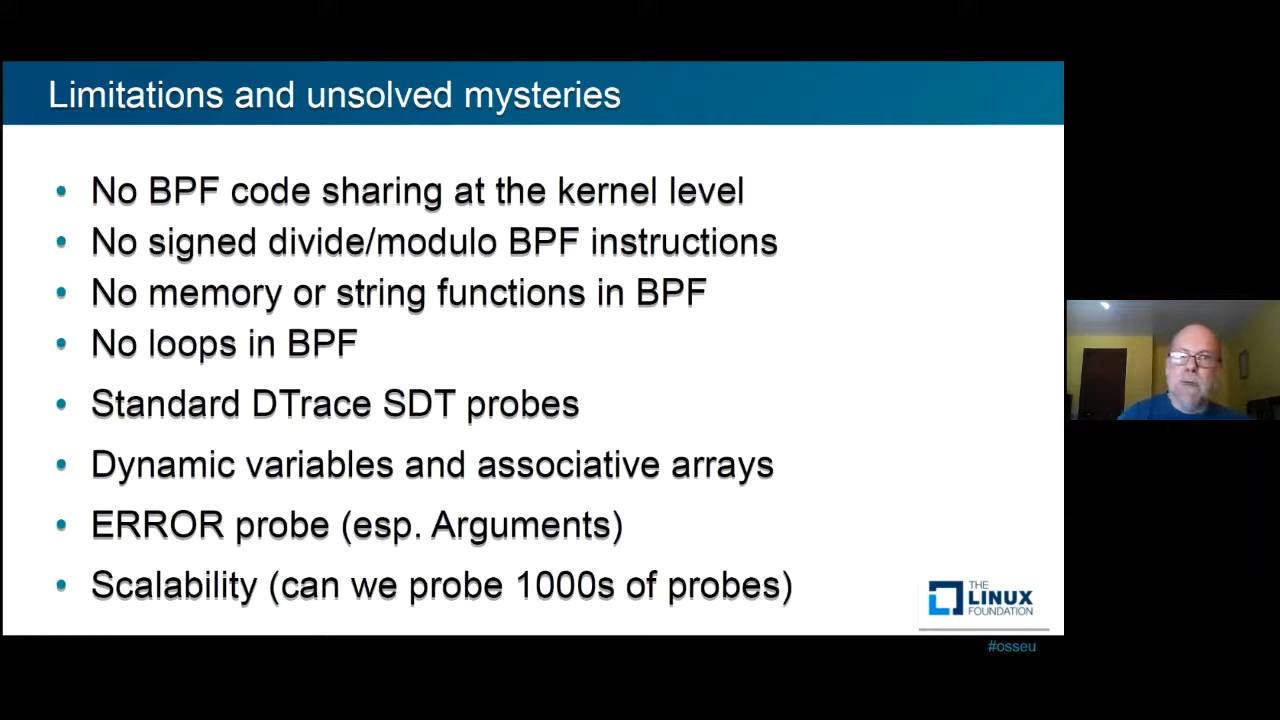 Limitations and unsolved mysteries
• No BPF code sharing at the kernel level
• No signed divide/modulo BPF instructions
• No memory or string functions in BPF
• No loops in BPF
• Standard DTrace SDT probes
• Dynamic variables and associative arrays
• ERROR probe (esp. Arguments)
• Scalability (can we probe 1000s of probes)
THE
LINUX
FOUNDATION
#osseu